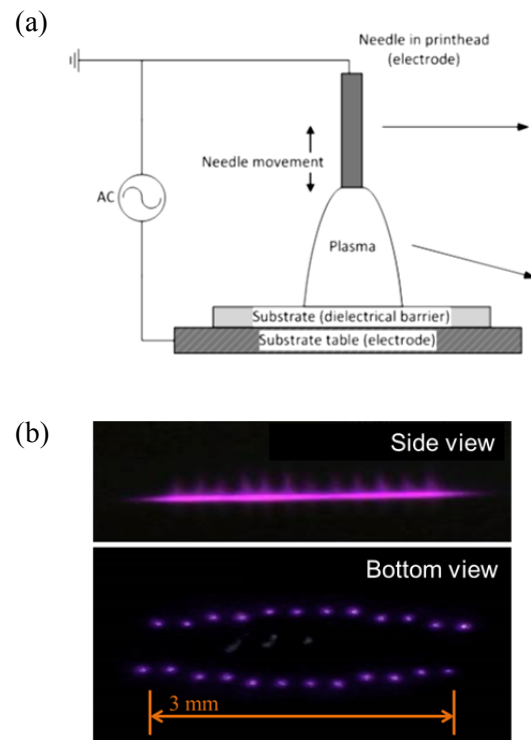 (a)
Needle in printhead
(electrode)
Needle movement
AC
Plasma
Substrate (dielectrical barrier)
Substrate table (electrode)
(b)
Side view
Bottom view
3 mm